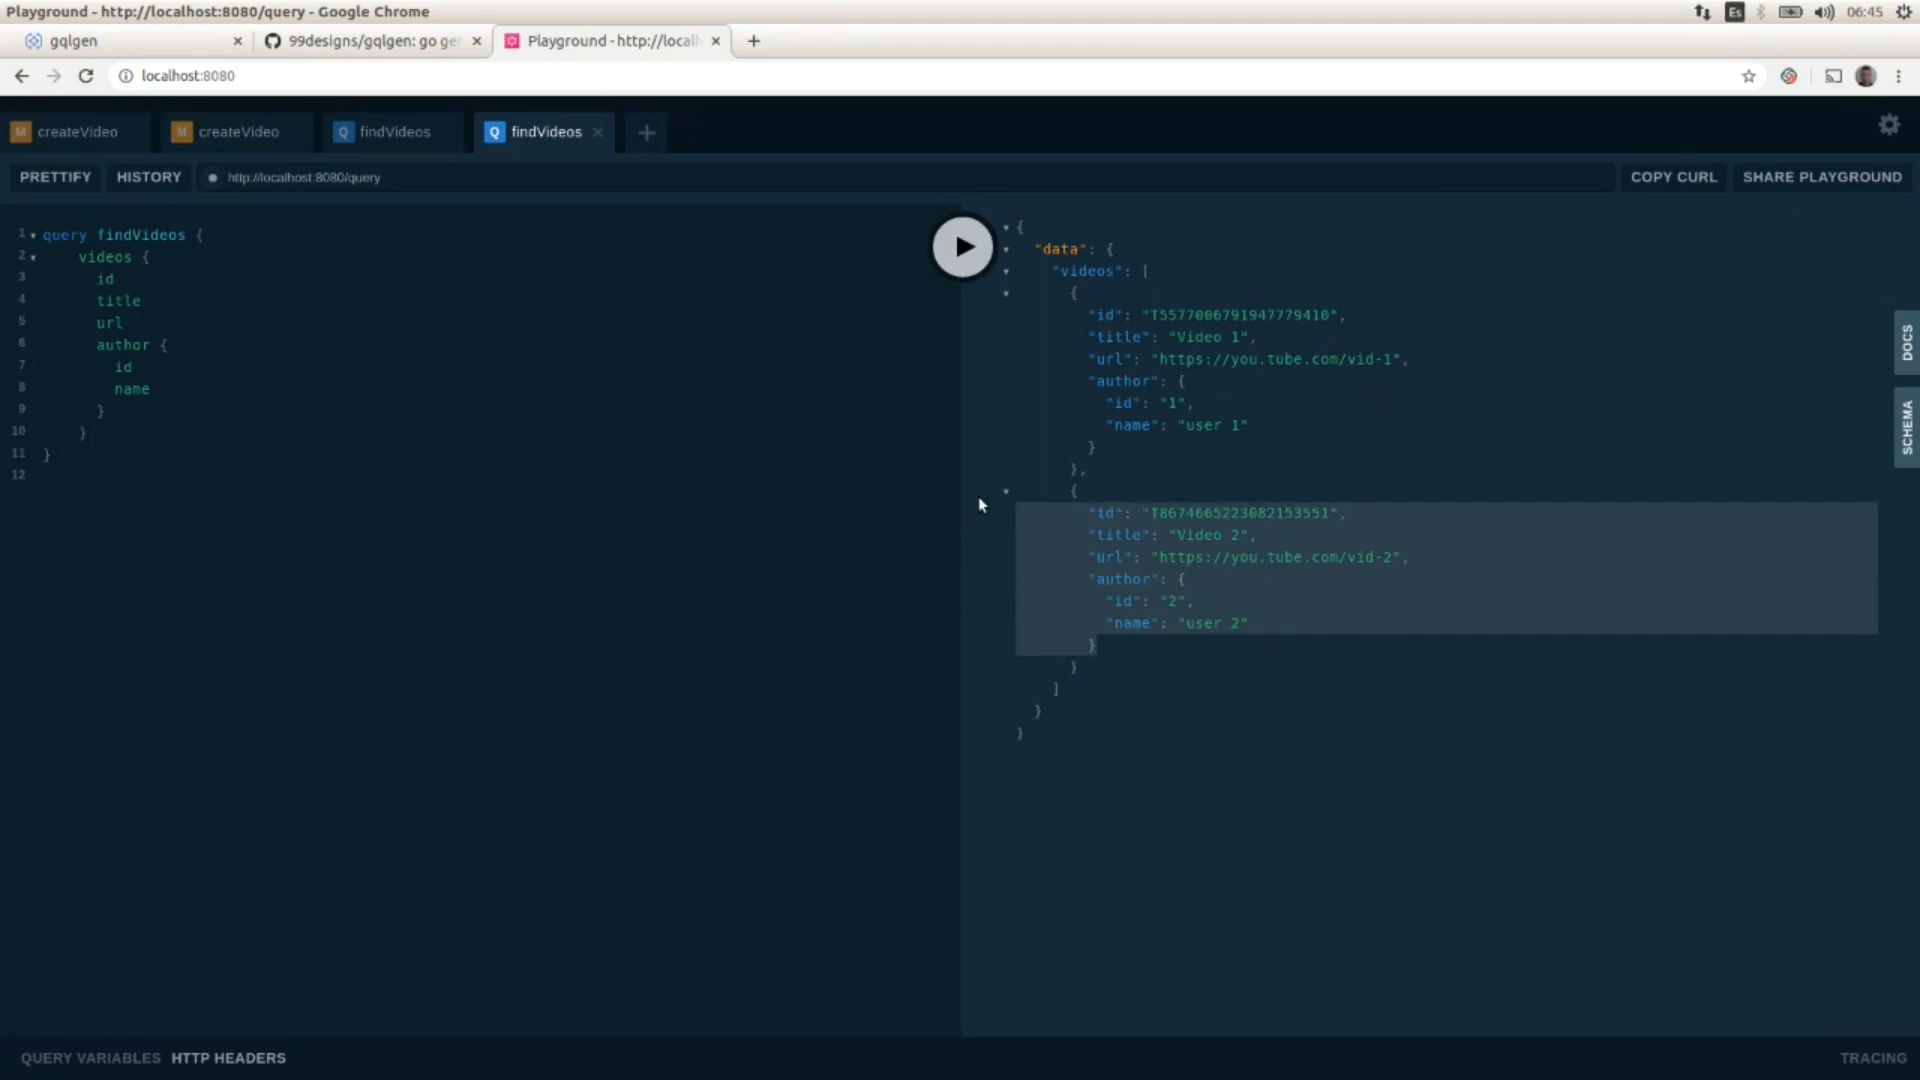 Playground - http://localhost:8080/query - Google Chrome
Es
06:45
gqlgen
99designs/gqlgen: go ger
Playground - http://localh
localhost:8080
M createVideo
M createVideo
Q findVideos
Q findVideos
PRETTIFY
HISTORY
http://localhost:8080/query
COPY CURL
SHARE PLAYGROUND
1 query findVideos {
2 videos {
3 id
4 title
5 url
6 author {
7 id
8 name
9 }
10 }
11 }
12
{
"data": {
"videos": [
{
"id": "T5577006791947779410",
"title": "Video 1",
"url": "https://you.tube.com/vid-1",
"author": {
"id": "1",
"name": "user 1"
}
},
{
"id": "T8674665223082153551",
"title": "Video 2",
"url": "https://you.tube.com/vid-2",
"author": {
"id": "2",
"name": "user 2"
}
}
]
}
}
DOCS
SCHEMA
QUERY VARIABLES
HTTP HEADERS
TRACING